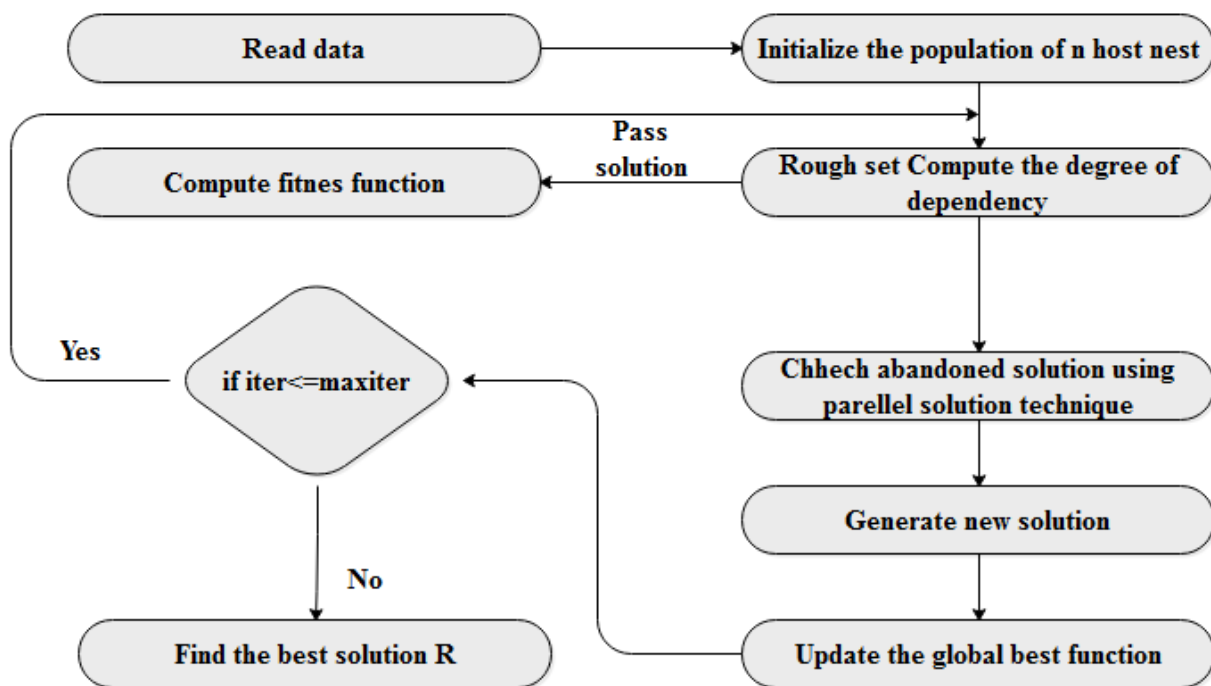 Read data
Initialize the population of n host nest
Pass
solution
Compute fitnes function
Rough set Compute the degree of
dependency
Yes
if iter<=maxiter
Chhech abandoned solution using
parellel solution technique
Generate new solution
No
Find the best solution R
Update the global best function